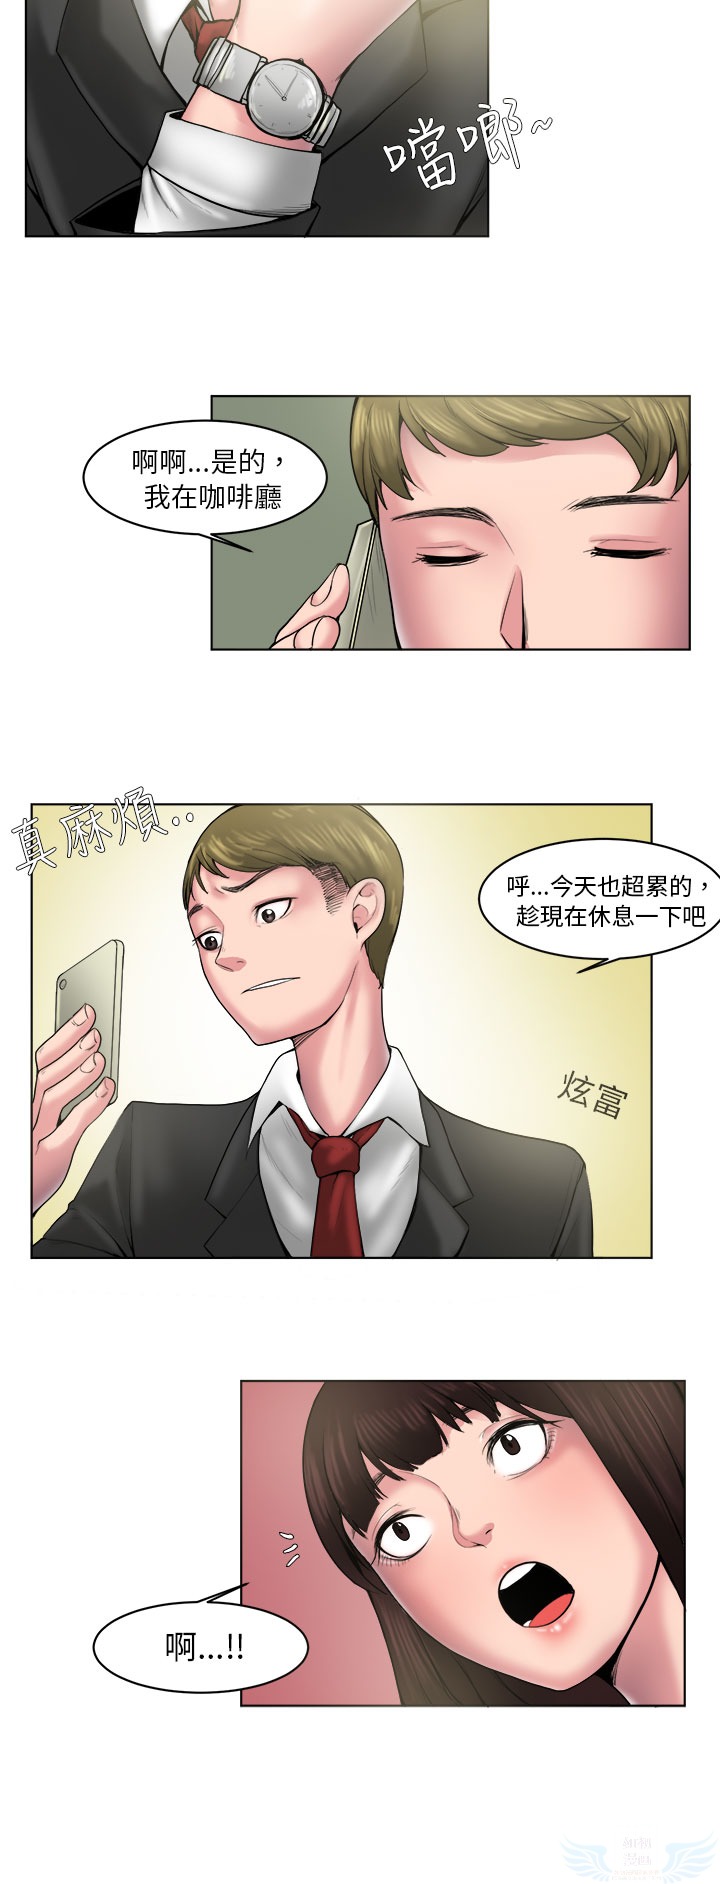 噹啷~
啊啊...是的，
我在咖啡廳
真麻煩..
呼...今天也超累的，
趁現在休息一下吧
炫富
啊...!!